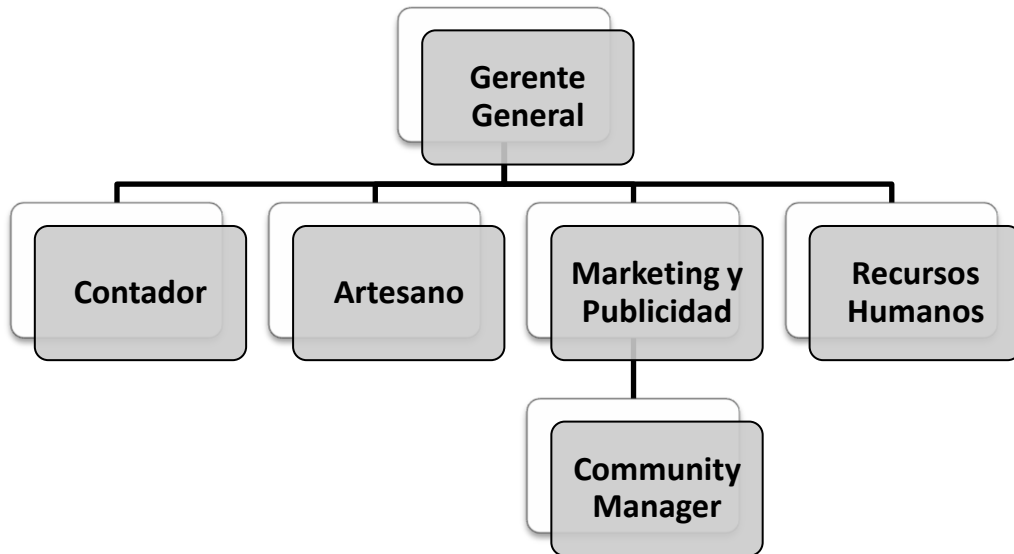 Gerente
General
Contador
Artesano
Marketing y
Publicidad
Recursos
Humanos
Community
Manager